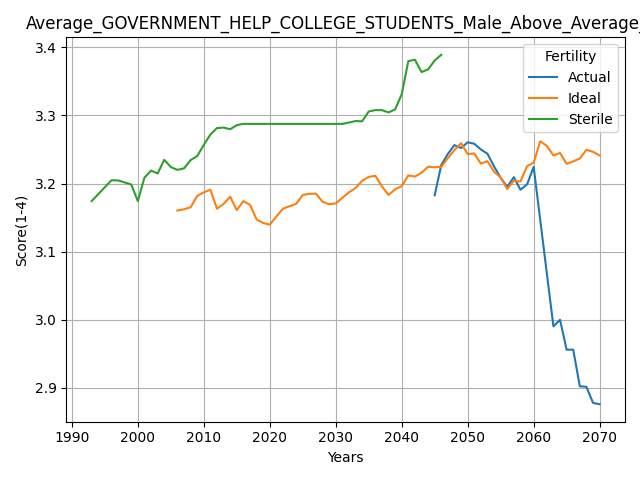 Average_GOVERNMENT_HELP_COLLEGE_STUDENTS_Male_Above_Average_
Fertility
Actual
Ideal
Sterile
Score(1-4)
3.4
3.3
3.2
3.1
3.0
2.9
1990 2000 2010 2020 2030 2040 2050 2060 2070
Years